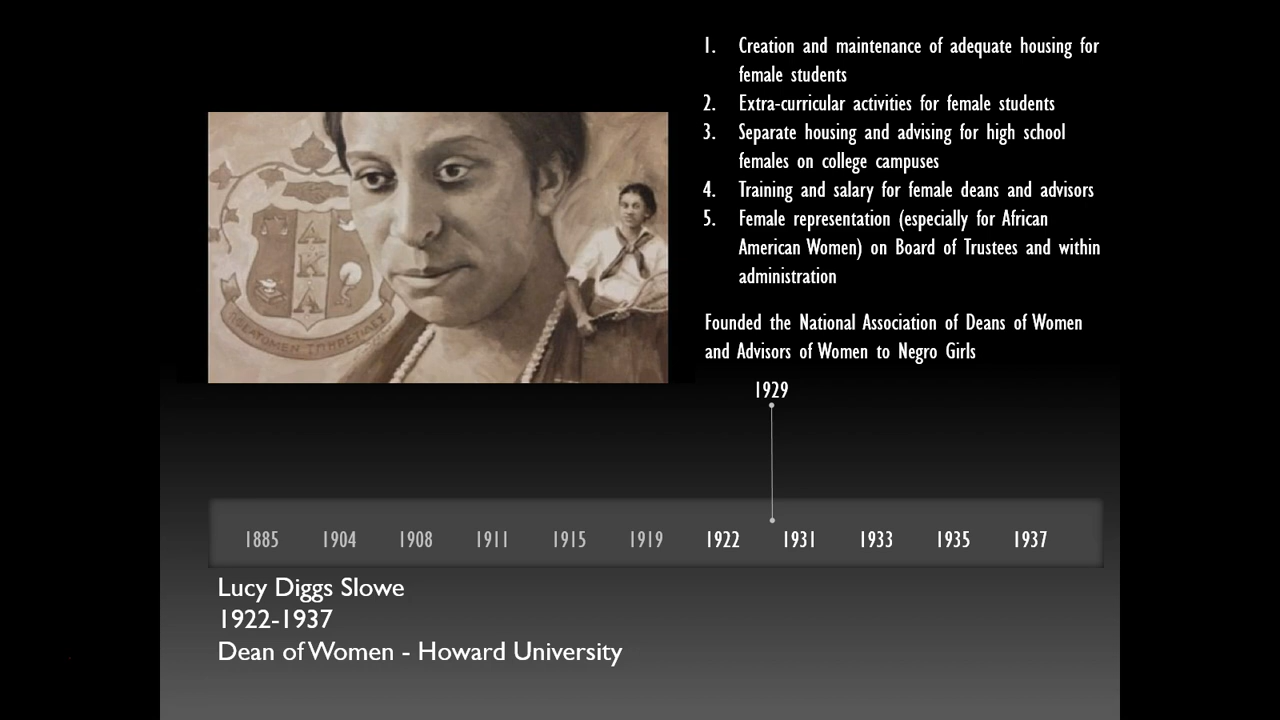 1. Creation and maintenance of adequate housing for
female students
2. Extra-curricular activities for female students
3. Separate housing and advising for high school
females on college campuses
4. Training and salary for female deans and advisors
5. Female representation (especially for African
American Women) on Board of Trustees and within
administration
Founded the National Association of Deans of Women
and Advisors of Women to Negro Girls
1929
Α
Κ
Α
1885 1904 1908 1911 1915 1919 1922 1931 1933 1935 1937
Lucy Diggs Slowe
1922-1937
Dean of Women - Howard University